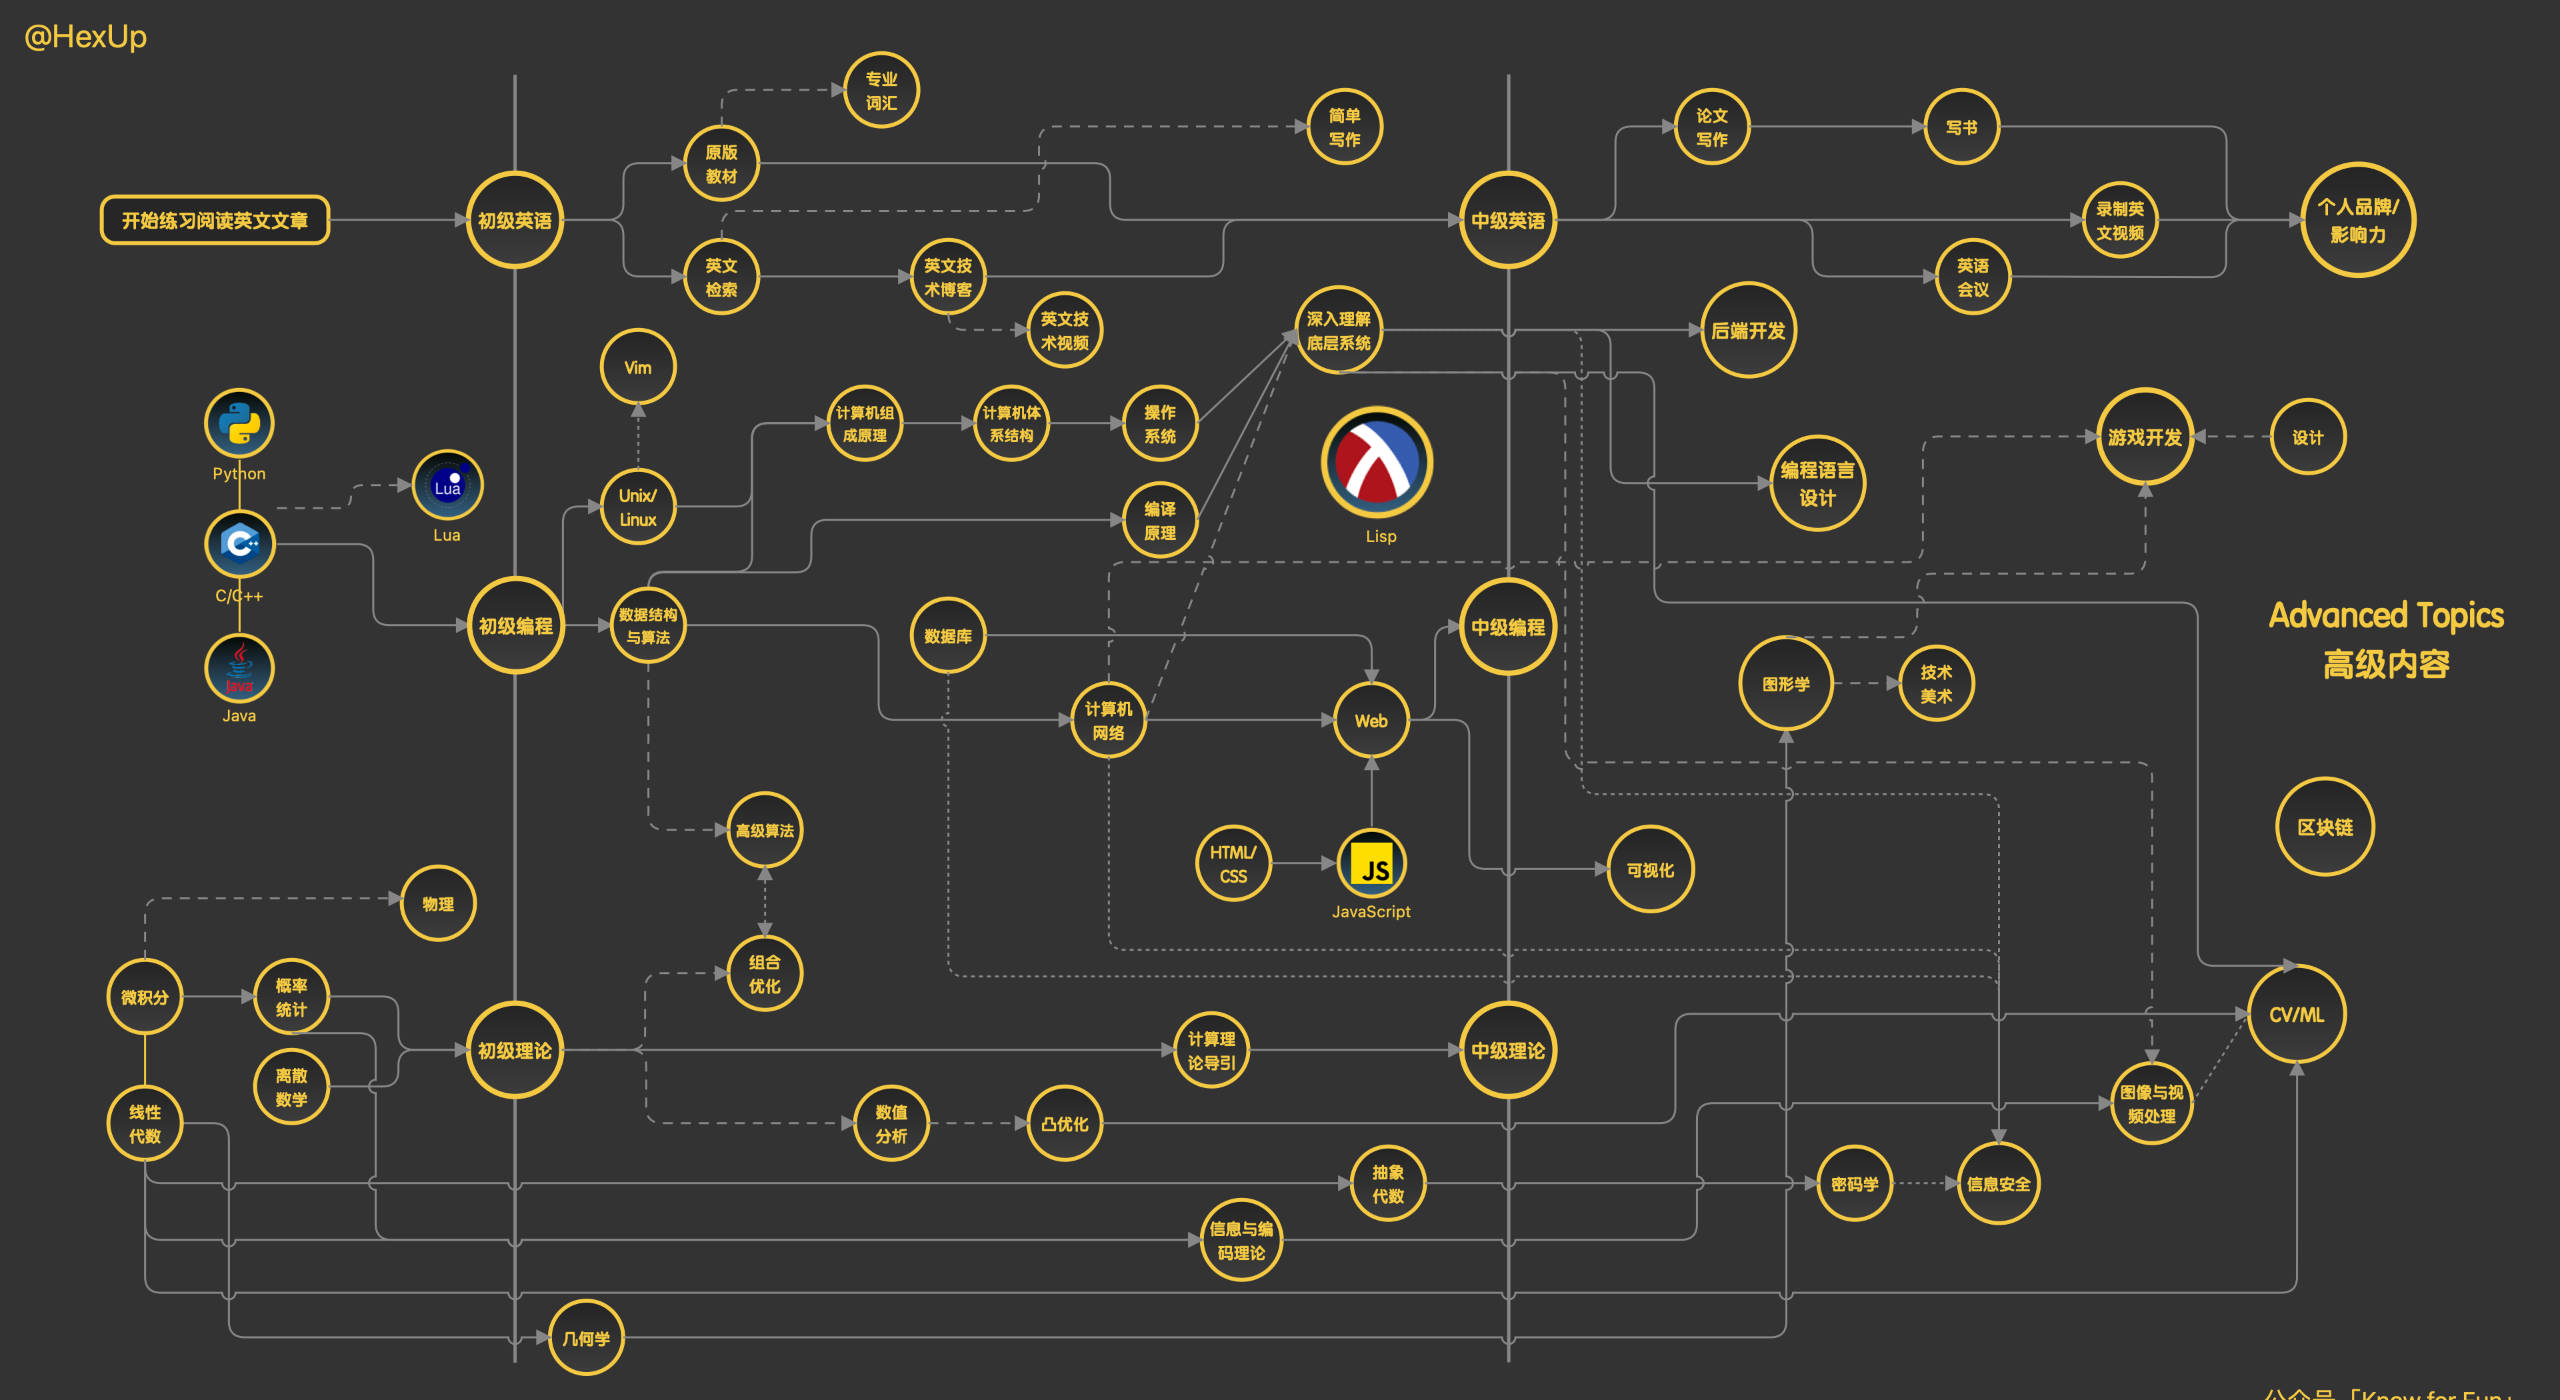 @HexUp
专业
词汇
简单
写作
论文
写作
写书
原版
教材
开始练习阅读英文文章
初级英语
中级英语
录制英
文视频
个人品牌/
影响力
英文
检索
英文技
术博客
英语
会议
英文技
术视频
深入理解
底层系统
后端开发
Vim
Python
计算机组
成原理
计算机体
系结构
操作
系统
游戏开发
设计
Lua
Lua
Unix/
Linux
编译
原理
Lisp
编程语言
设计
C++
C/C++
初级编程
数据结构
与算法
数据库
中级编程
Advanced Topics
高级内容
Java
Java
计算机
网络
Web
图形学
技术
美术
高级算法
HTML/
CSS
JS
JavaScript
可视化
区块链
物理
微积分
概率
统计
组合
优化
离散
数学
初级理论
计算理
论导引
中级理论
CV/ML
线性
代数
数值
分析
凸优化
图像与视
频处理
抽象
代数
密码学
信息安全
信息与编
码理论
几何学
公众号「Know for Fun」